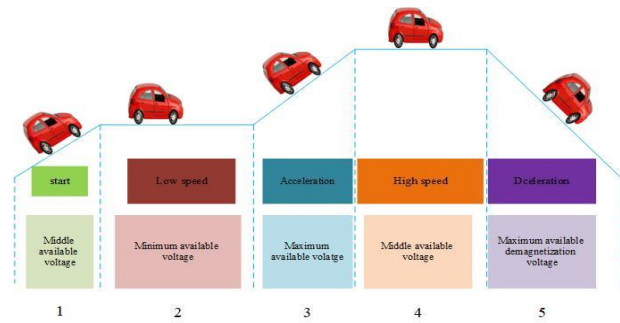 start
Low speed
Acceleration
High speed
Dceleration
Middle
available
voltage
Minimum available
voltage
Maximum
available volatge
Middle available
voltage
Maximum available
demagnetization
voltage
1
2
3
4
5